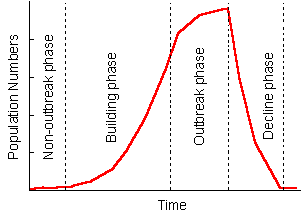 Population Numbers
Non-outbreak phase
Building phase
Outbreak phase
Decline phase
Time